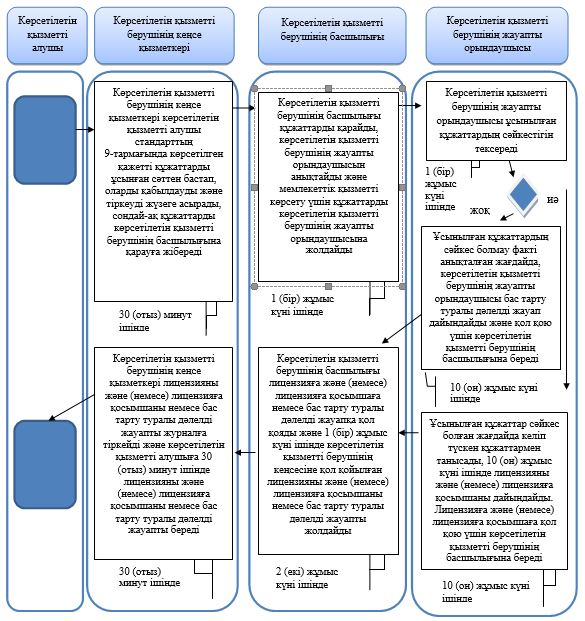 Көрсетілетін
қызметті
алушы
Көрсетілетін қызметті
берушінің кеңсе
қызметкері
Көрсетілетін қызметті
берушінің басшылығы
Көрсетілетін қызметті
берушінің жауапты
орындаушысы
Көрсетілетін қызметті
берушінің кеңсе
қызметкері көрсетілетін
қызметті алушы
стандарттың
9-тармағында көрсетілген
қажетті құжаттарды
ұсынған сәттен бастап,
оларды қабылдауды және
тіркеуді жүзеге асырады,
сондай-ақ құжаттарды
көрсетілетін қызметті
берушінің басшылығына
қарауға жібереді
30 (отыз) минут
ішінде
Көрсетілетін қызметті
берушінің басшылығы
құжаттарды қарайды,
көрсетілетін қызметті
берушінің жауапты
орындаушысын
анықтайды және
мемлекеттік қызметті
көрсету үшін құжаттарды
көрсетілетін қызметті
берушінің жауапты
орындаушысына
жолдайды
1 (бір) жұмыс
күні ішінде
Көрсетілетін қызметті
берушінің жауапты
орындаушысы ұсынылған
құжаттардың сәйкестігін
тексереді
1 (бір)
жұмыс
күні
ішінде
жоқ
иә
Ұсынылған құжаттардың
сәйкес болмау факті
анықталған жағдайда,
көрсетілетін қызметті
берушінің жауапты
орындаушысы бас тарту
туралы дәлелді жауап
дайындайды және қол қою
үшін көрсетілетін
қызметті берушінің
басшылығына береді
10 (он) жұмыс күні
ішінде
Көрсетілетін қызметті
берушінің кеңсе
қызметкері лицензияны
және (немесе) лицензияға
қосымшаны немесе бас
тарту туралы дәлелді
жауапты журналға
тіркейді және көрсетілетін
қызметті алушыға 30
(отыз) минут ішінде
лицензияны және
(немесе) лицензияға
қосымшаны немесе бас
тарту туралы дәлелді
жауапты береді
30 (отыз)
минут ішінде
Көрсетілетін қызметті
берушінің басшылығы
лицензияға және (немесе)
лицензияға қосымшаға
немесе бас тарту туралы
дәлелді жауапқа қол
қояды және 1 (бір) жұмыс
күні ішінде көрсетілетін
қызметті берушінің
кеңсесіне қол қойылған
лицензияны және (немесе)
лицензияға қосымшаны
немесе бас тарту туралы
дәлелді жауапты
жолдайды
2 (екі) жұмыс
күні ішінде
Ұсынылған құжаттар сәйкес
болған жағдайда келіп
түскен құжаттармен
танысады, 10 (он) жұмыс
күні ішінде лицензияны
және (немесе) лицензияға
қосымшаны дайындайды.
Лицензияға және (немесе)
лицензияға қосымшаға қол
қою үшін көрсетілетін
қызметті берушінің
басшылығына береді
10 (он) жұмыс күні
ішінде